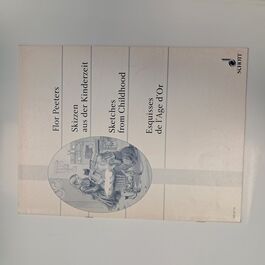 Flor Peeters
Skizzen
aus der Kinderzeit
Sketches
from Childhood
Esquisses
de l'Age d'Or
SCHOTT